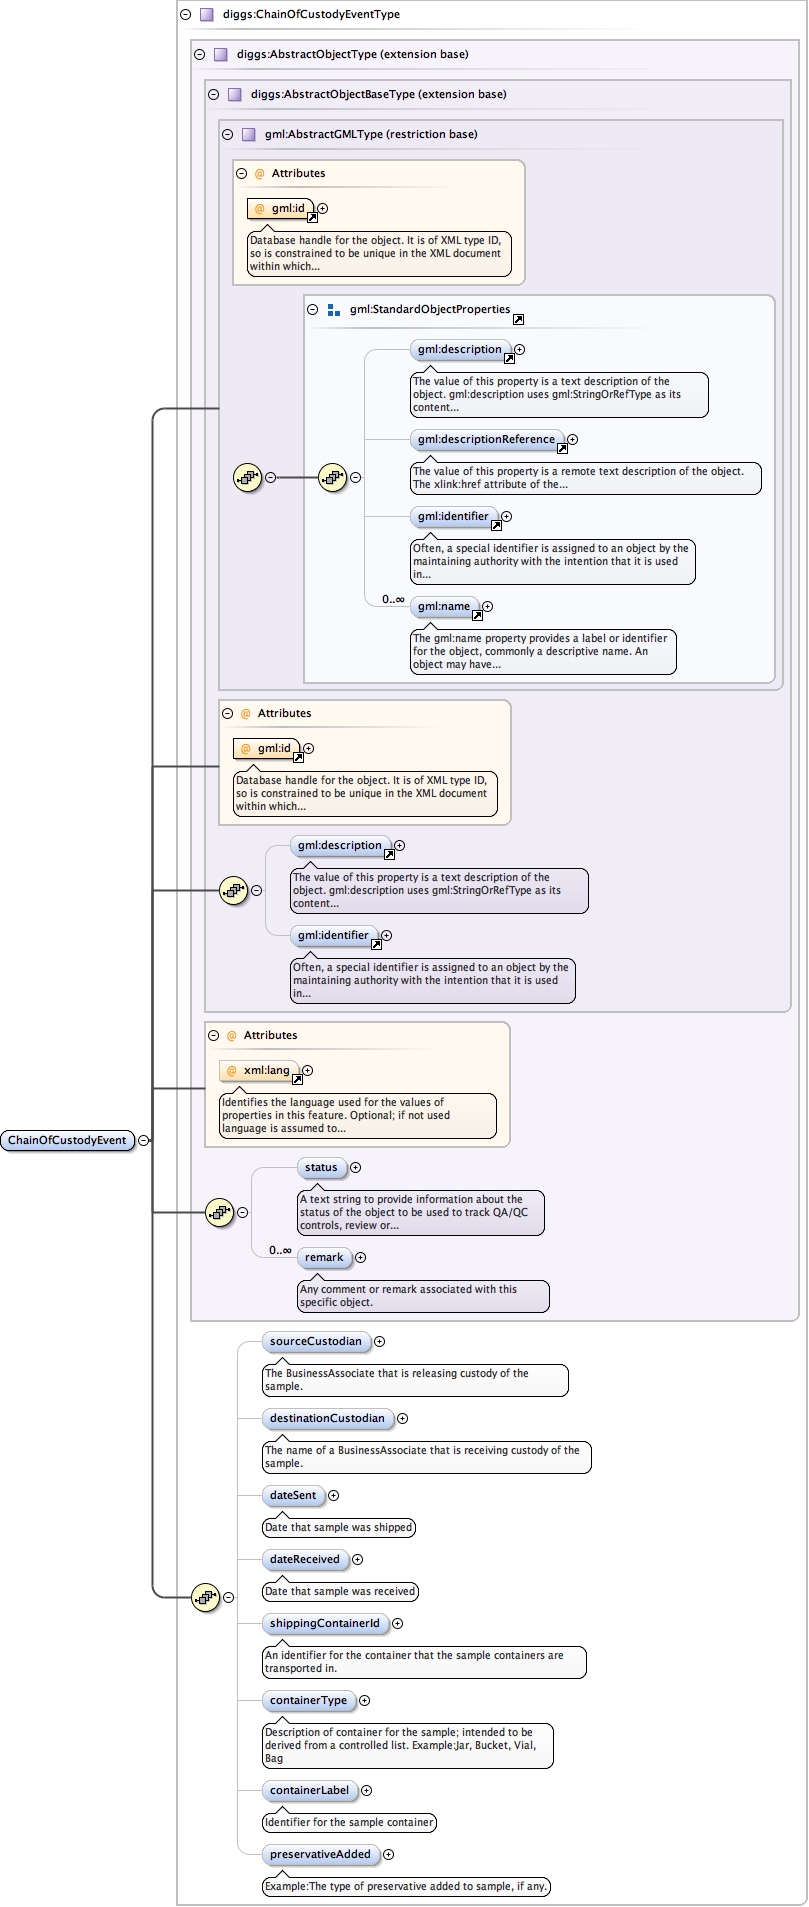 diggs:ChainOfCustodyEventType
diggs:AbstractObjectType (extension base)
diggs:AbstractObjectBaseType (extension base)
gml:AbstractGMLType (restriction base)
@ Attributes
@ gml:id
Database handle for the object. It is of XML type ID,
so is constrained to be unique in the XML document
within which...
gml:StandardObjectProperties
gml:description
The value of this property is a text description of the
object. gml:description uses gml:StringOrRefType as its
content...
gml:descriptionReference
The value of this property is a remote text description of the object.
The xlink:href attribute of the...
gml:identifier
Often, a special identifier is assigned to an object by the
maintaining authority with the intention that it is used
in...
0..∞ gml:name
The gml:name property provides a label or identifier
for the object, commonly a descriptive name. An
object may have...
@ Attributes
@ gml:id
Database handle for the object. It is of XML type ID,
so is constrained to be unique in the XML document
within which...
gml:description
The value of this property is a text description of the
object. gml:description uses gml:StringOrRefType as its
content...
gml:identifier
Often, a special identifier is assigned to an object by the
maintaining authority with the intention that it is used
in...
@ Attributes
@ xml:lang
Identifies the language used for the values of
properties in this feature. Optional; if not used
language is assumed to...
ChainOfCustodyEvent
status
A text string to provide information about the
status of the object to be used to track QA/QC
controls, review or...
0..∞ remark
Any comment or remark associated with this
specific object.
sourceCustodian
The BusinessAssociate that is releasing custody of the
sample.
destinationCustodian
The name of a BusinessAssociate that is receiving custody of the
sample.
dateSent
Date that sample was shipped
dateReceived
Date that sample was received
shippingContainerId
An identifier for the container that the sample containers are
transported in.
containerType
Description of container for the sample; intended to be
derived from a controlled list. Example;Jar, Bucket, Vial,
Bag
containerLabel
Identifier for the sample container
preservativeAdded
Example:The type of preservative added to sample, if any.